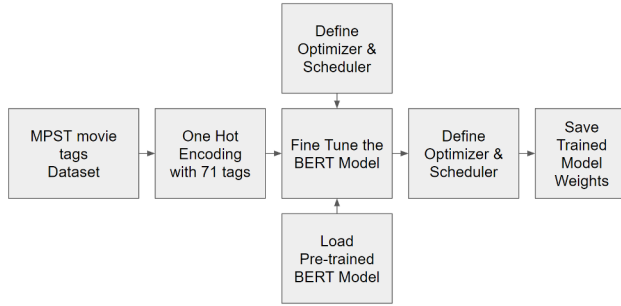 Define
Optimizer &
Scheduler
MPST movie
tags
Dataset
One Hot
Encoding
with 71 tags
Fine Tune the
BERT Model
Define
Optimizer &
Scheduler
Save
Trained
Model
Weights
Load
Pre-trained
BERT Model